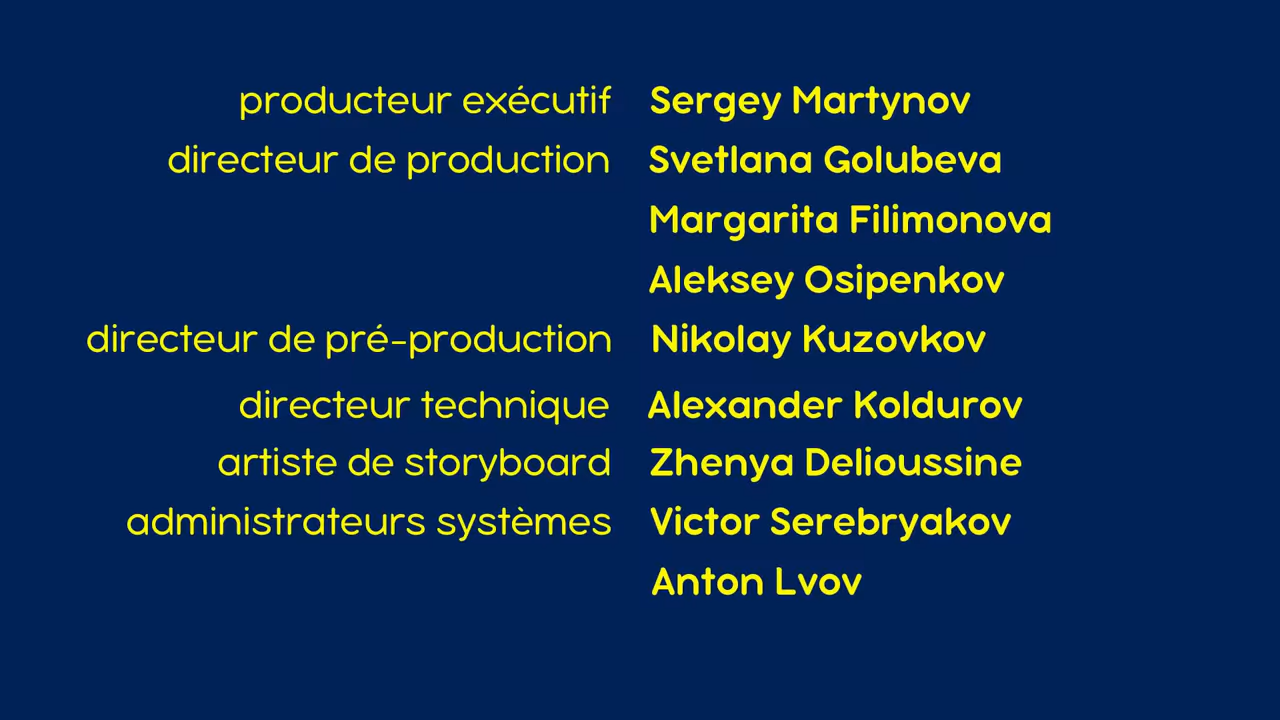 producteur exécutif Sergey Martynov
directeur de production Svetlana Golubeva
Margarita Filimonova
Aleksey Osipenkov
directeur de pré-production Nikolay Kuzovkov
directeur technique Alexander Koldurov
artiste de storyboard Zhenya Delioussine
administrateurs systèmes Victor Serebryakov
Anton Lvov